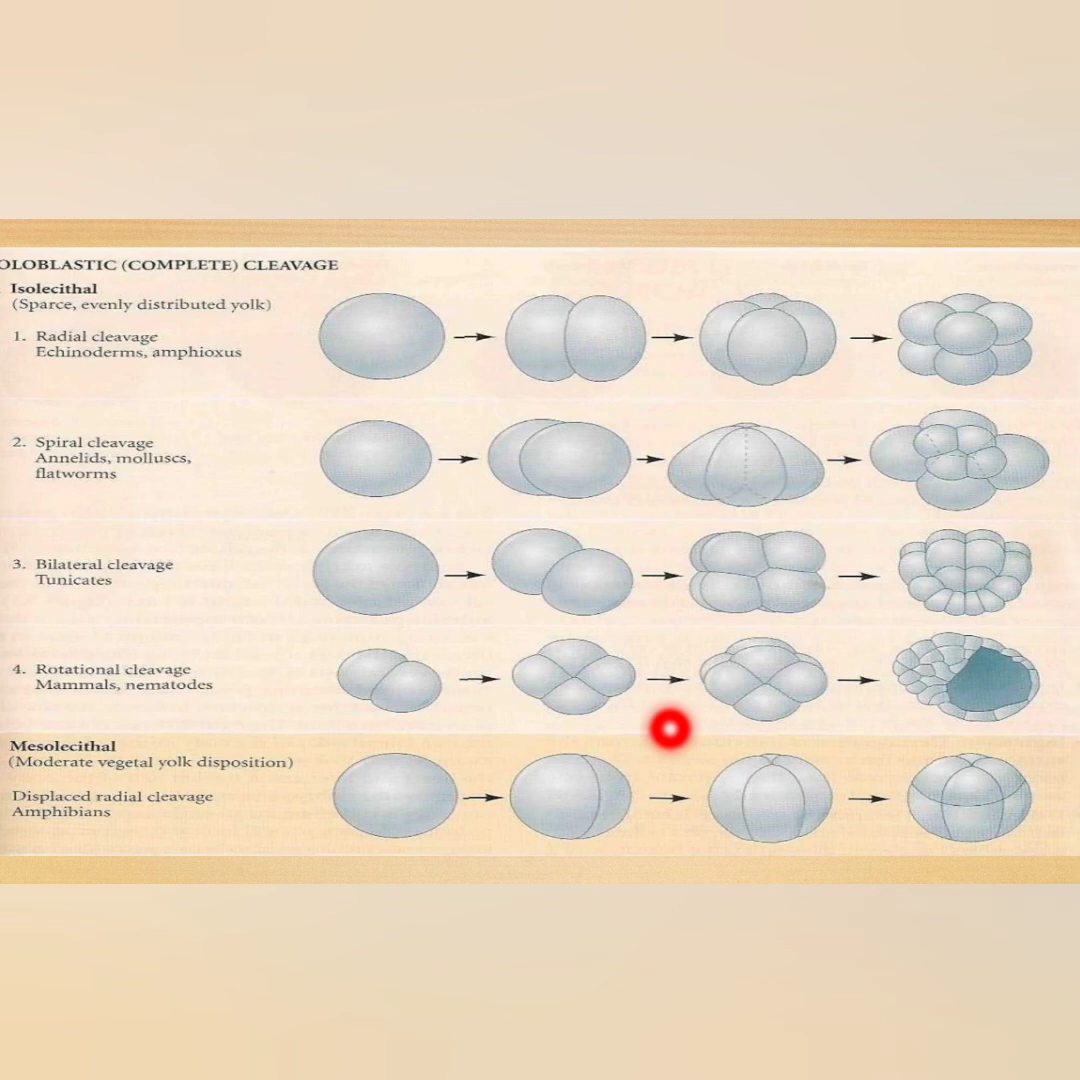 OLOBLASTIC (COMPLETE) CLEAVAGE
Isolecithal
(Sparce, evenly distributed yolk)
1. Radial cleavage
Echinoderms, amphioxus
2. Spiral cleavage
Annelids, molluscs,
flatworms
3. Bilateral cleavage
Tunicates
4. Rotational cleavage
Mammals, nematodes
Mesolecithal
(Moderate vegetal yolk disposition)
Displaced radial cleavage
Amphibians